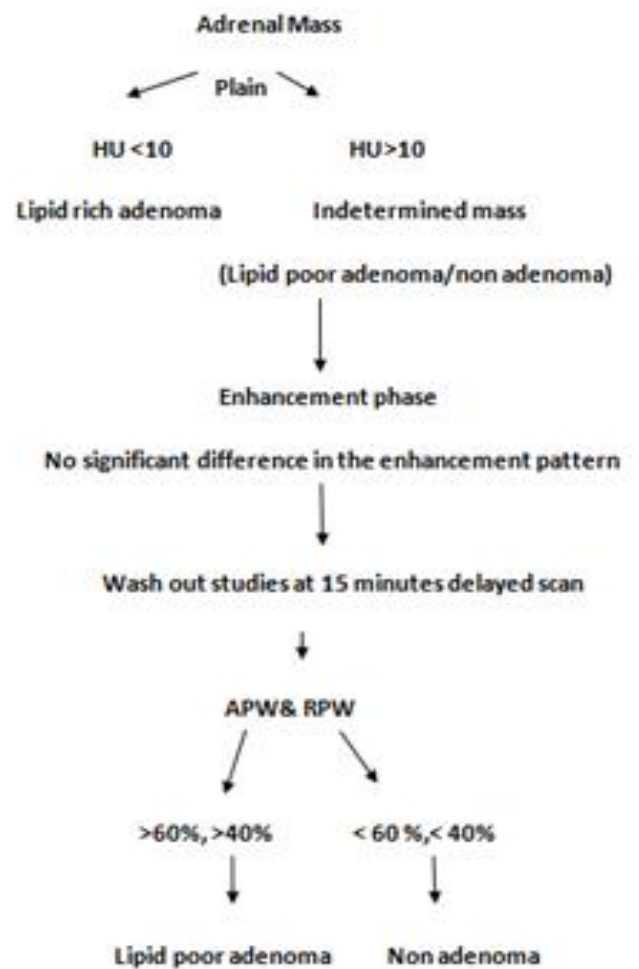 Adrenal Mass
Plain
HU <10 HU>10
Lipid rich adenoma Indetermined mass
(Lipid poor adenoma/non adenoma)
Enhancement phase
No significant difference in the enhancement pattern
Wash out studies at 15 minutes delayed scan
APW& RPW
>60%, >40% < 60 %,< 40%
Lipid poor adenoma Non adenoma